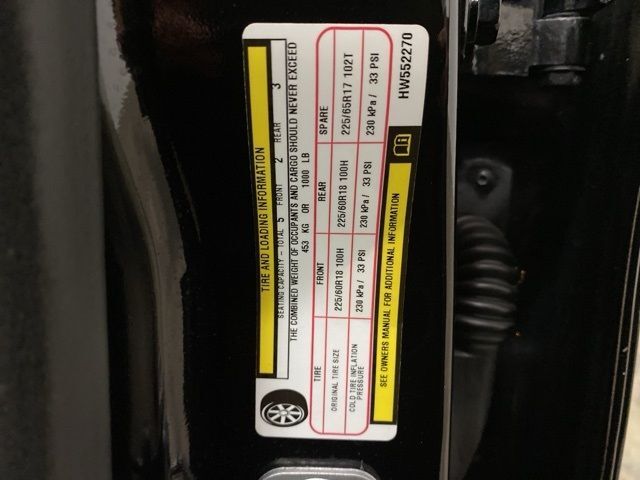 TIRE AND LOADING INFORMATION
SEATING CAPACITY - TOTAL 5 FRONT 2 REAR 3
THE COMBINED WEIGHT OF OCCUPANTS AND CARGO SHOULD NEVER EXCEED
453 KG OR 1000 LB
TIRE FRONT REAR SPARE
ORIGINAL TIRE SIZE 225/60R18 100H 225/60R18 100H 225/65R17 102T
COLD TIRE INFLATION PRESSURE 230 kPa / 33 PSI 230 kPa / 33 PSI 230 kPa / 33 PSI
SEE OWNERS MANUAL FOR ADDITIONAL INFORMATION
HW552270